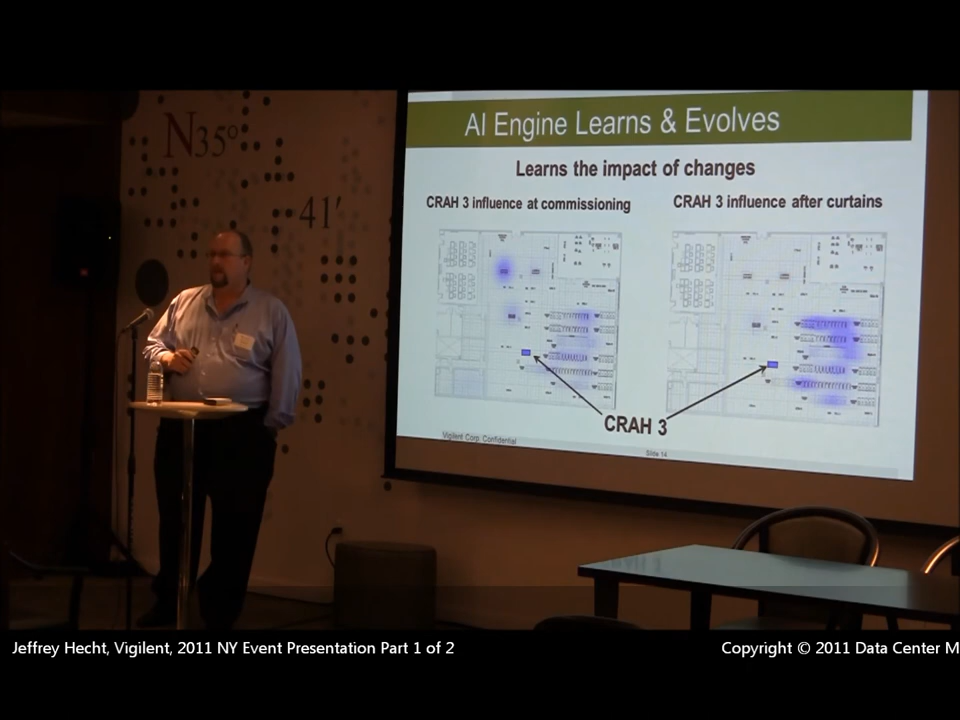 N35°
41'
AI Engine Learns & Evolves
Learns the impact of changes
CRAH 3 influence at commissioning
CRAH 3 influence after curtains
CRAH 3
Vigilent Corp. Confidential
Slide 14
Jeffrey Hecht, Vigilent, 2011 NY Event Presentation Part 1 of 2
Copyright © 2011 Data Center M